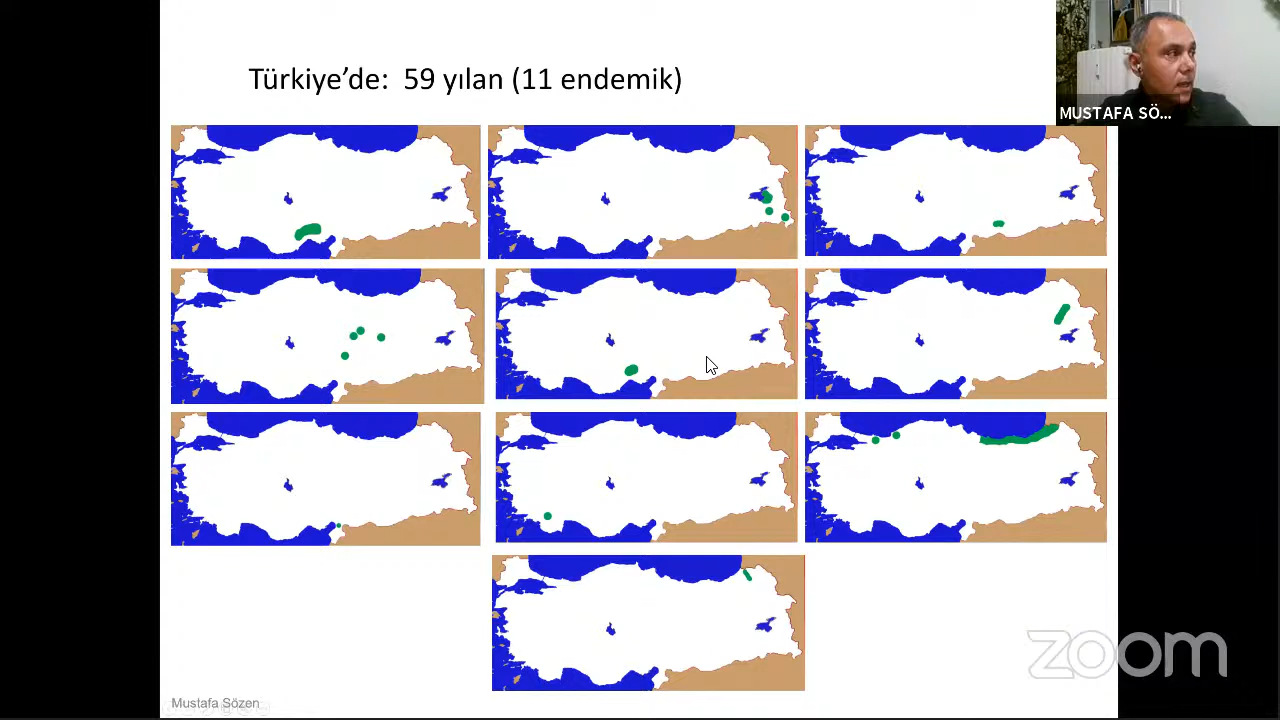 Türkiye’de: 59 yılan (11 endemik)
MUSTAFA SÖ...
zoom
Mustafa Sözen